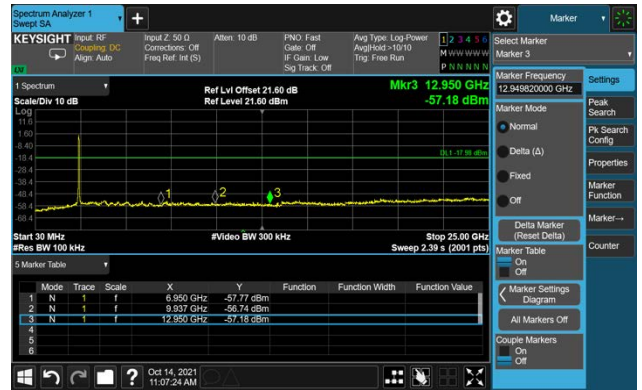 Spectrum Analyzer 1
Swept SA
+
Marker
KEYSIGHT
Input: RF
Coupling: DC
Align: Auto
Input Z: 50 Ω
Corrections: Off
Freq Ref: Int (S)
Atten: 10 dB
PNO: Fast
Gate: Off
IF Gain: Low
Sig Track: Off
Avg Type: Log-Power
Avg|Hold:>10/10
Trig: Free Run
1 2 3 4 5 6
M W W W W W
P N N N N N
Select Marker
Marker 3
1 Spectrum
Scale/Div 10 dB
Ref Lvl Offset 21.60 dB
Ref Level 21.60 dBm
Mkr3 12.950 GHz
-57.18 dBm
Log
11.6
1.60
-8.40
-18.4
-28.4
-38.4
-48.4
-58.4
-68.4
DL1 -17.98 dBm
1
2
3
Start 30 MHz
#Res BW 100 kHz
#Video BW 300 kHz
Stop 25.00 GHz
Sweep 2.39 s (2001 pts)
5 Marker Table
Mode Trace Scale X Y Function Function Width Function Value
1 N 1 f 6.950 GHz -57.77 dBm
2 N 1 f 9.937 GHz -56.74 dBm
3 N 1 f 12.950 GHz -57.18 dBm
4
5
6
Marker Frequency
12.949820000 GHz
Marker Mode
Normal
Delta (Δ)
Fixed
Off
Delta Marker
(Reset Delta)
Marker Table
On
Off
Marker Settings
Diagram
All Markers Off
Couple Markers
On
Off
Settings
Peak
Search
Pk Search
Config
Properties
Marker
Function
Marker→
Counter
?
Oct 14, 2021
11:07:24 AM